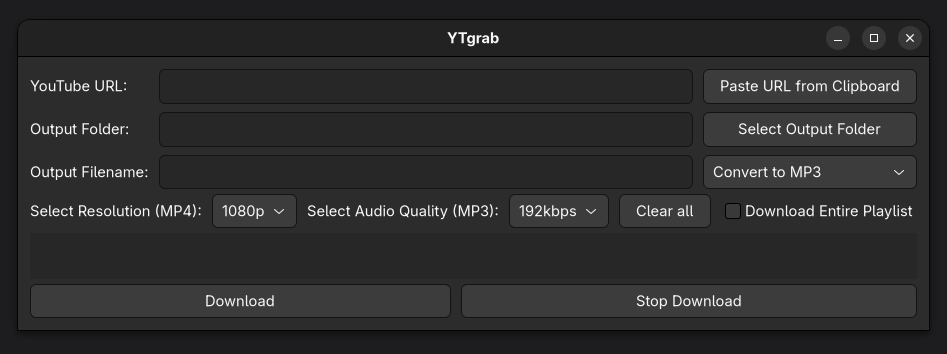 YTgrab
YouTube URL: Paste URL from Clipboard
Output Folder: Select Output Folder
Output Filename: Convert to MP3
Select Resolution (MP4): 1080p Select Audio Quality (MP3): 192kbps Clear all Download Entire Playlist
Download Stop Download